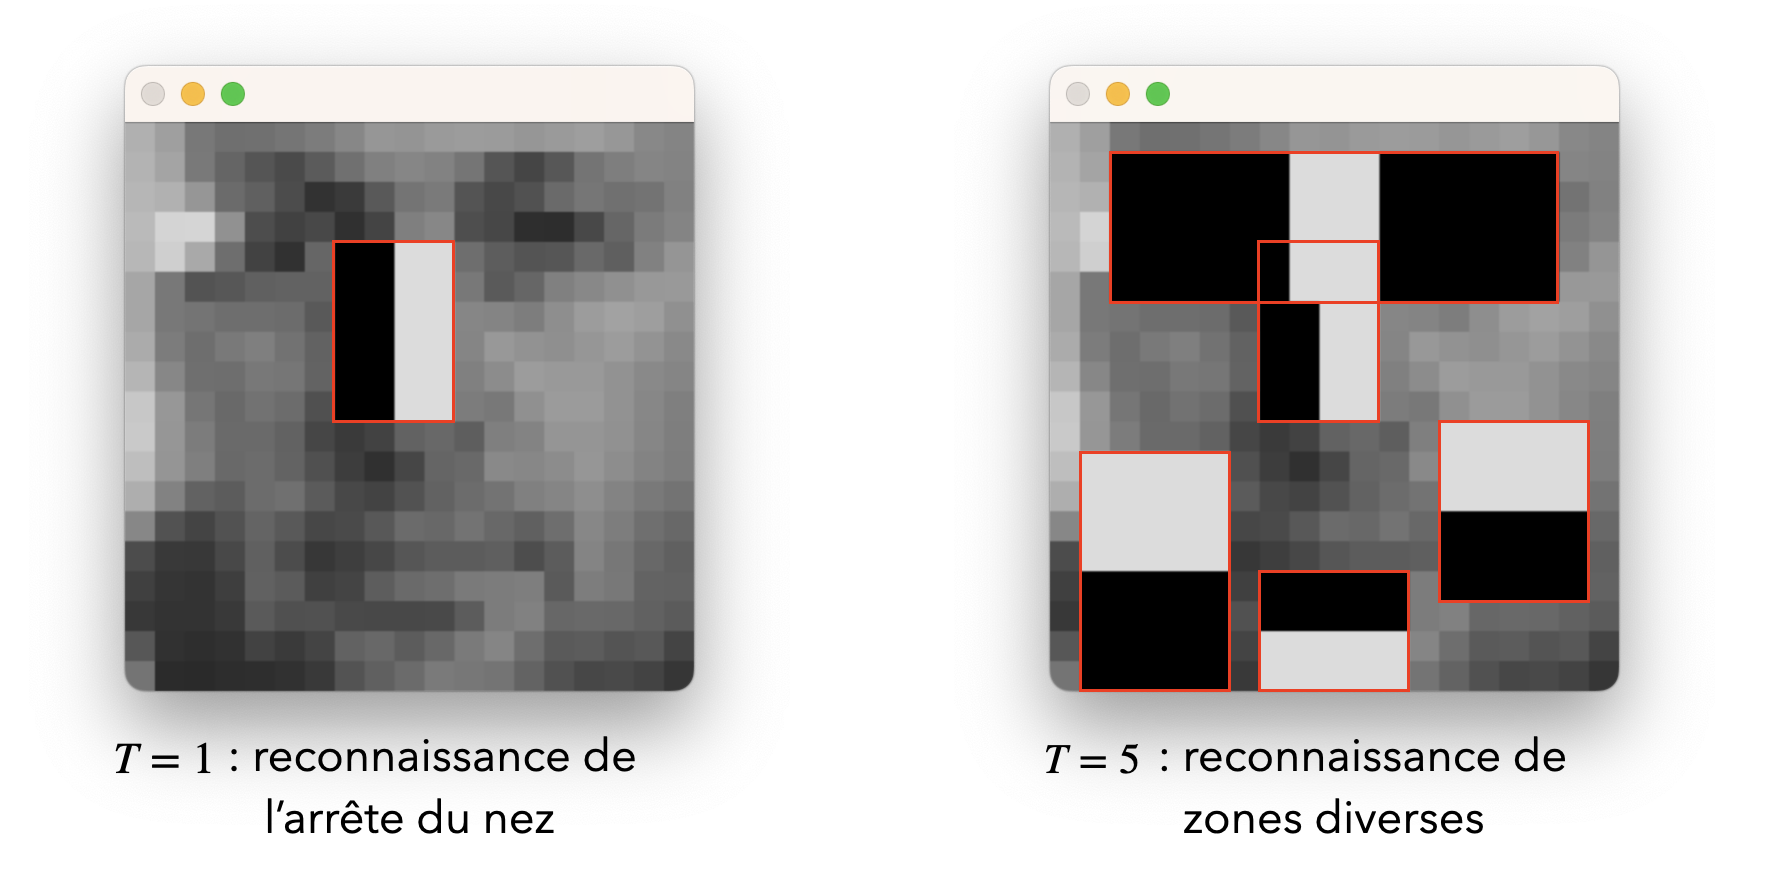 T = 1 : reconnaissance de
l’arrête du nez
T = 5 : reconnaissance de
zones diverses